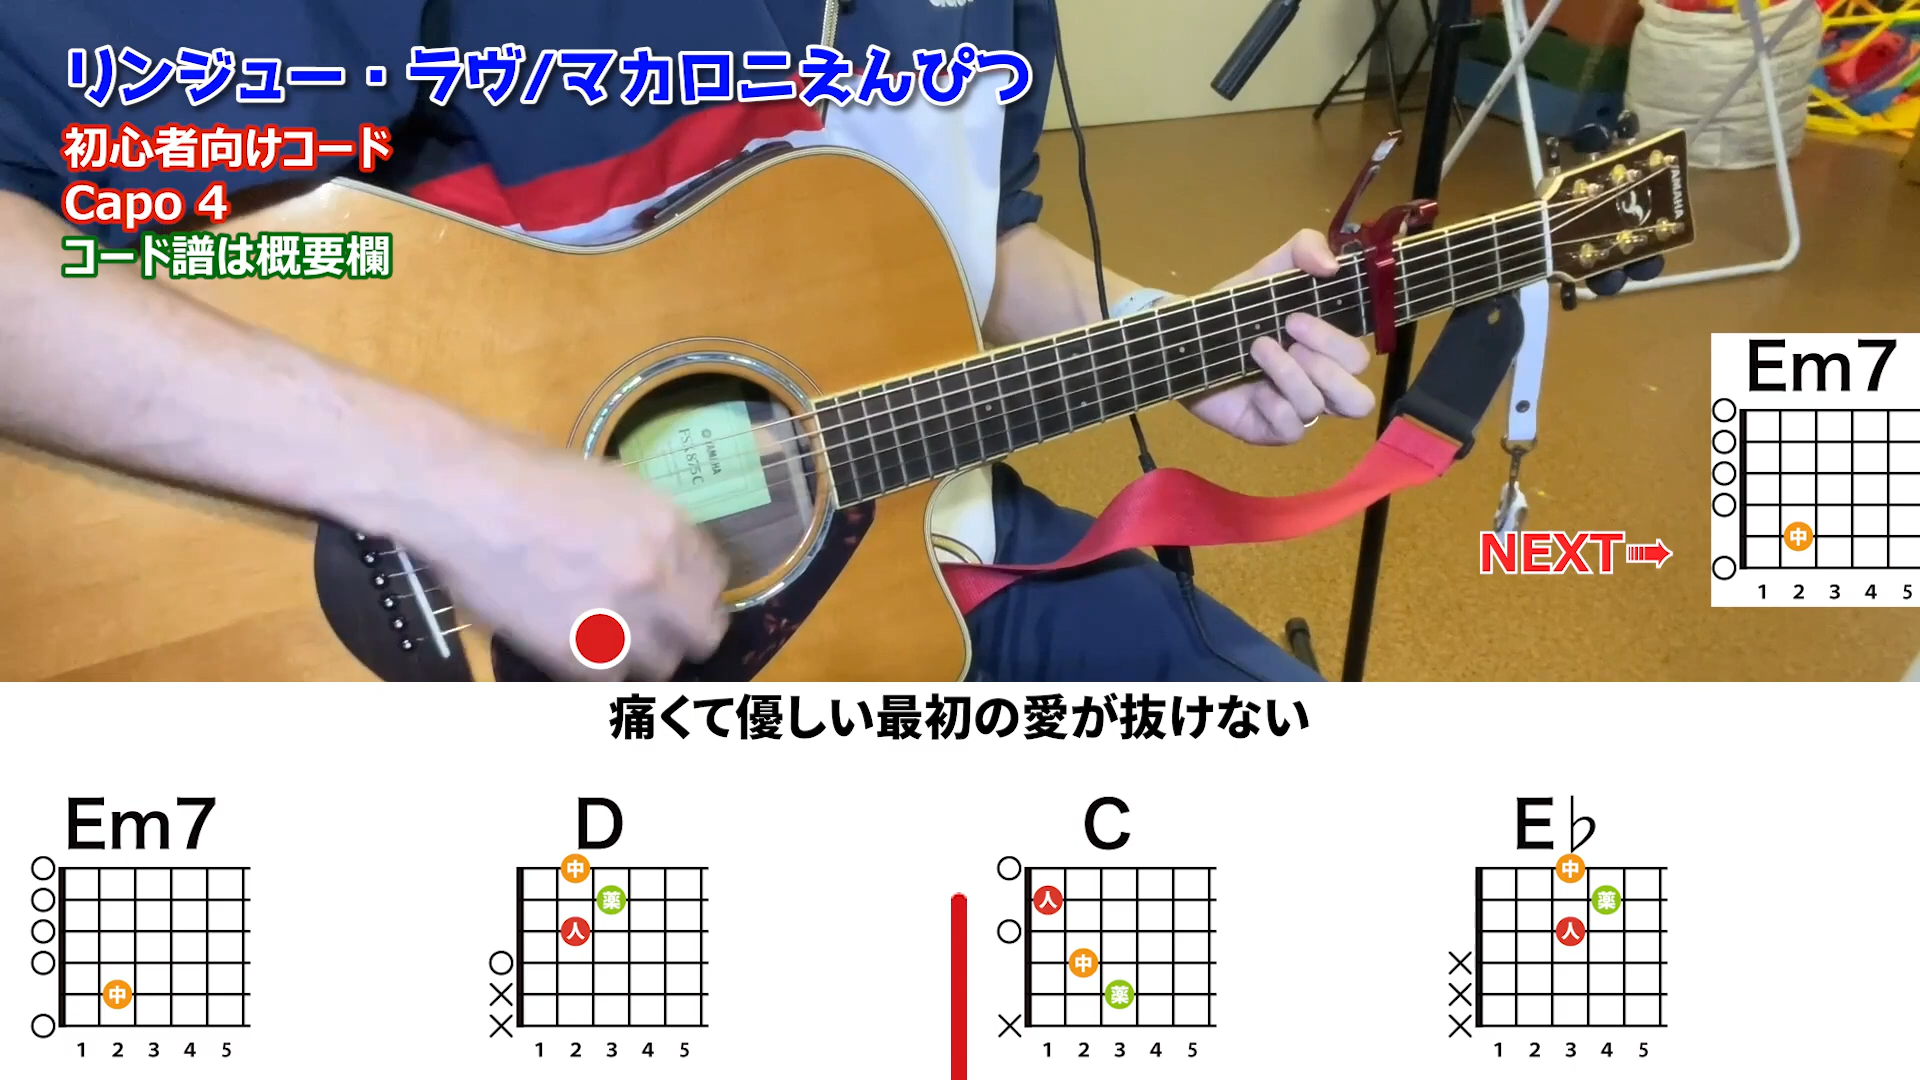 リンジュー・ラヴ/マカロニえんぴつ
初心者向けコード
Capo 4
コード譜は概要欄
YAMAHA
YAMAHA
FSX875C
Em7
中
1 2 3 4 5
NEXT
痛くて優しい最初の愛が抜けない
Em7
中
1 2 3 4 5
D
中
薬
人
1 2 3 4 5
C
人
中
薬
1 2 3 4 5
E♭
中
薬
人
1 2 3 4 5